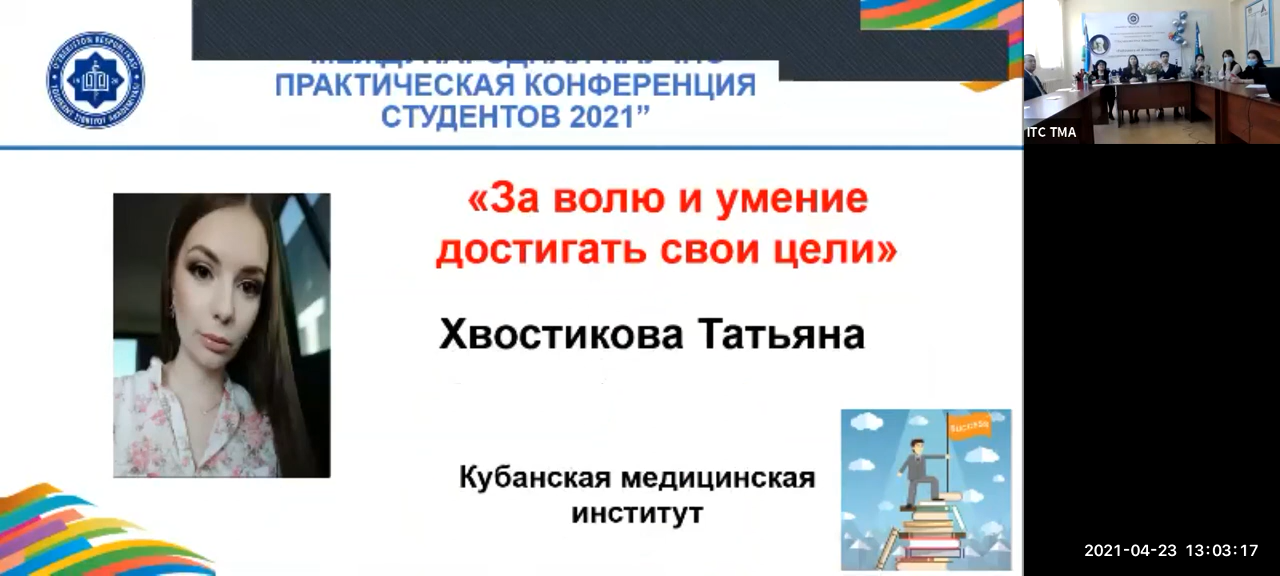 ПРАКТИЧЕСКАЯ КОНФЕРЕНЦИЯ
СТУДЕНТОВ 2021”
«За волю и умение
достигать свои цели»
Хвостикова Татьяна
Кубанская медицинская
институт
ITC TMA
2021-04-23 13:03:17